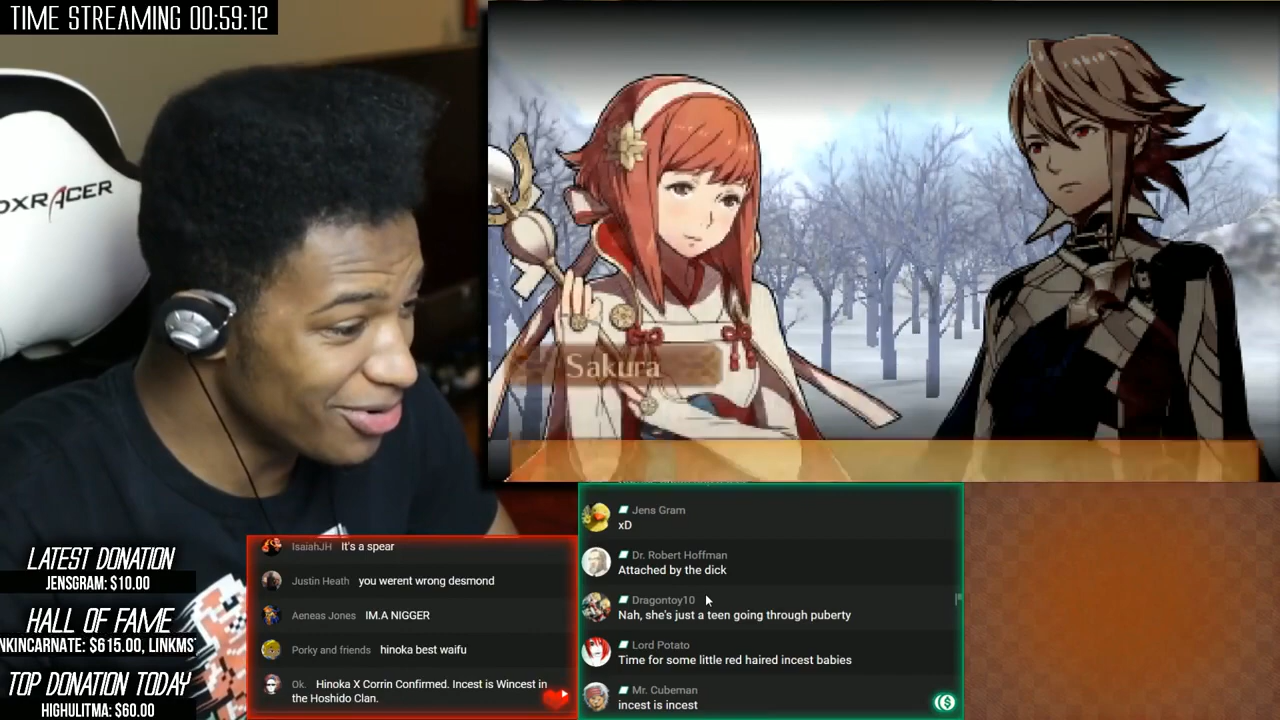 TIME STREAMING 00:59:12
OXRACER
Sakura
Jens Gram
xD
Dr. Robert Hoffman
Attached by the dick
Dragontoy10
Nah, she's just a teen going through puberty
Lord Potato
Time for some little red haired incest babies
Mr. Cubeman
incest is incest
IsaiahJH It's a spear
Justin Heath you werent wrong desmond
Aeneas Jones IM.A NIGGER
Porky and friends hinoka best waifu
Ok. Hinoka X Corrin Confirmed. Incest is Wincest in
the Hoshido Clan.
LATEST DONATION
JENSGRAM: $10.00
HALL OF FAME
NKINCARNATE: $615.00, LINKMS
TOP DONATION TODAY
HIGHULITMA: $60.00